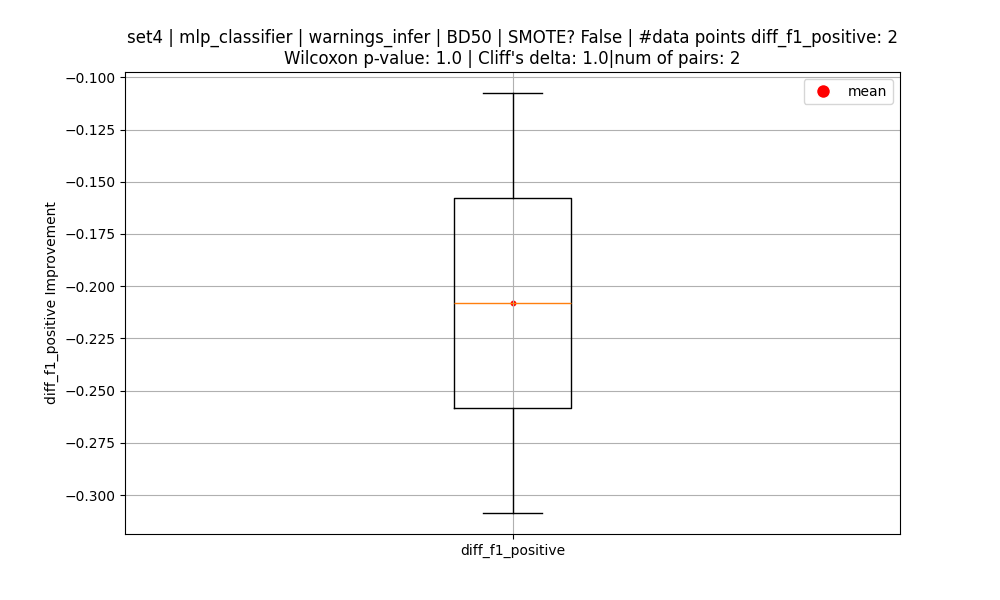 set4 | mlp_classifier | warnings_infer | BD50 | SMOTE? False | #data points diff_f1_positive: 2
Wilcoxon p-value: 1.0 | Cliff's delta: 1.0|num of pairs: 2
mean
−0.100
−0.125
−0.150
−0.175
−0.200
−0.225
−0.250
−0.275
−0.300
diff_f1_positive Improvement
diff_f1_positive